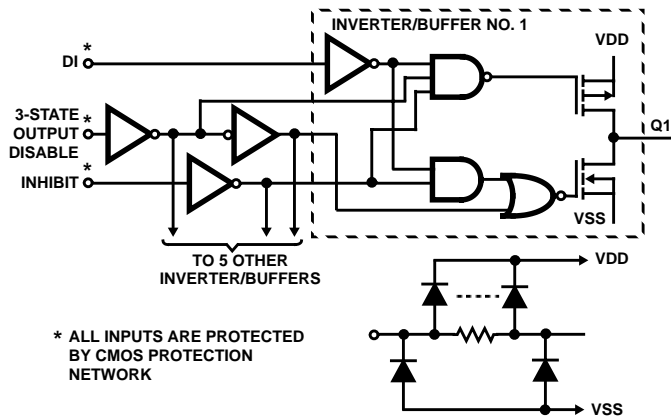 INVERTER/BUFFER NO. 1
*
DI
VDD
3-STATE
OUTPUT
DISABLE
*
Q1
*
INHIBIT
VSS
TO 5 OTHER
INVERTER/BUFFERS
VDD
* ALL INPUTS ARE PROTECTED
BY CMOS PROTECTION
NETWORK
VSS